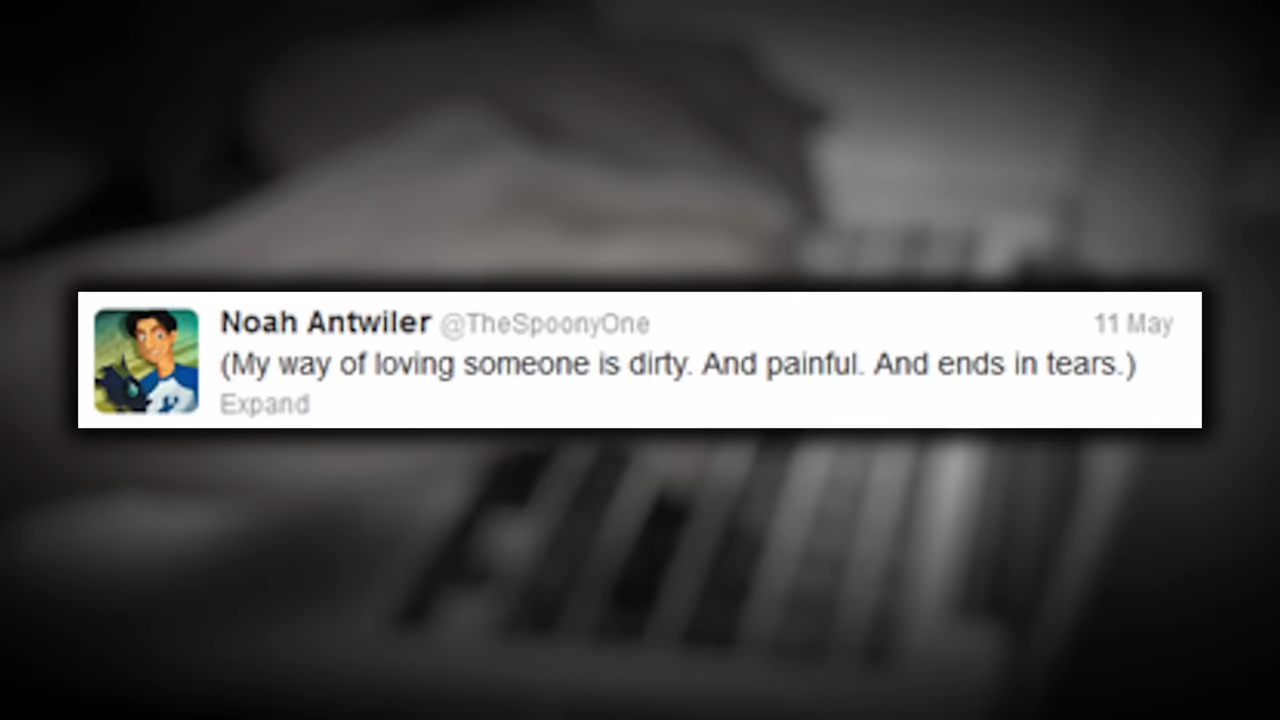 Noah Antwiler @TheSpoonyOne 11 May
(My way of loving someone is dirty. And painful. And ends in tears.)
Expand